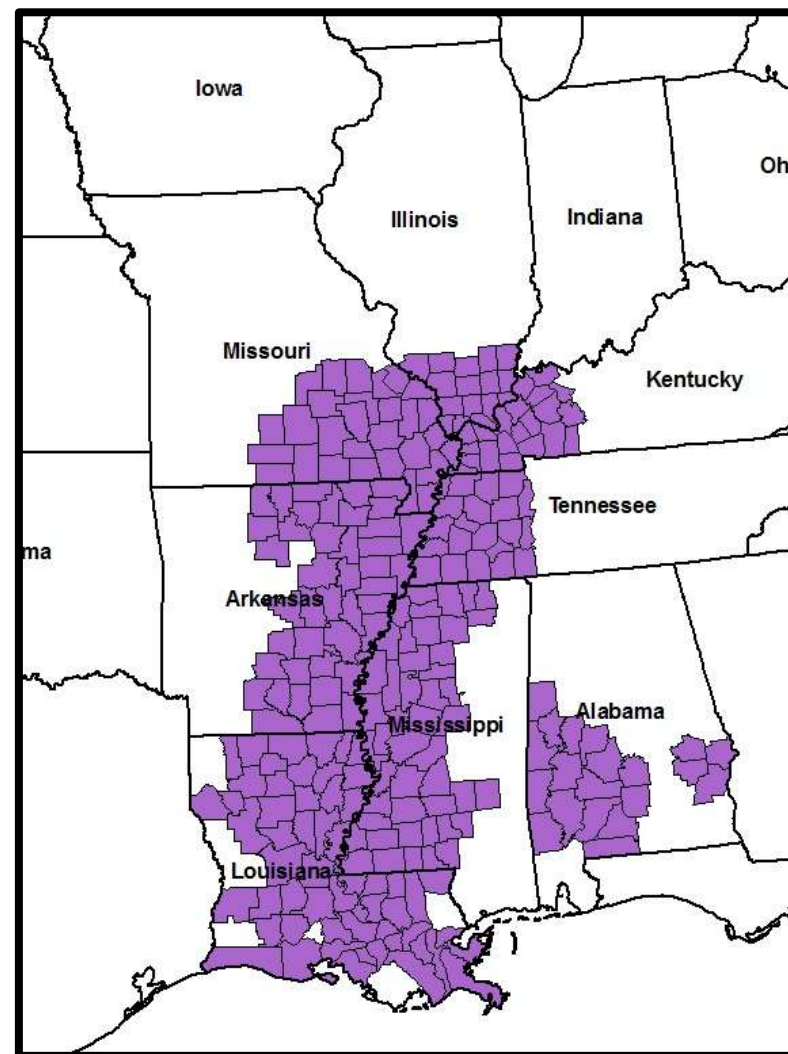 Iowa
Oh
Illinois
Indiana
Missouri
Kentucky
Tennessee
ma
Arkansas
Alabama
Mississippi
Louisiana